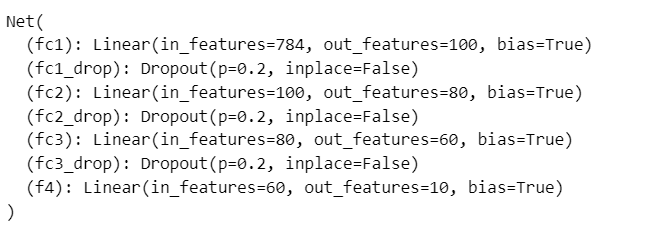 Net(
  (fc1): Linear(in_features=784, out_features=100, bias=True)
  (fc1_drop): Dropout(p=0.2, inplace=False)
  (fc2): Linear(in_features=100, out_features=80, bias=True)
  (fc2_drop): Dropout(p=0.2, inplace=False)
  (fc3): Linear(in_features=80, out_features=60, bias=True)
  (fc3_drop): Dropout(p=0.2, inplace=False)
  (f4): Linear(in_features=60, out_features=10, bias=True)
)